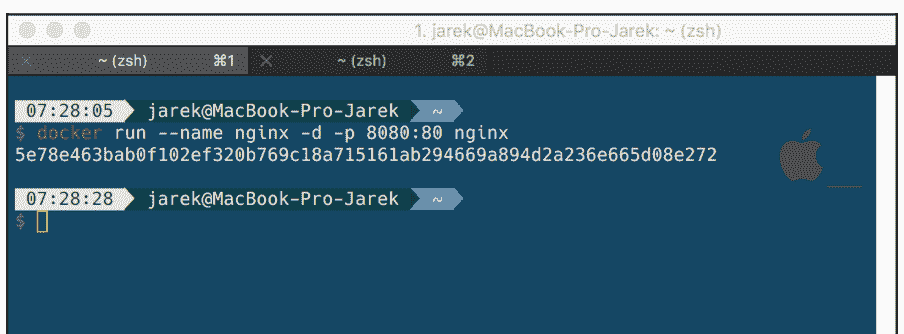 1. jarek@MacBook-Pro-Jarek: ~ (zsh)
× ~ (zsh) ⌘1 × ~ (zsh) ⌘2
07:28:05 jarek@MacBook-Pro-Jarek ~
$ docker run --name nginx -d -p 8080:80 nginx
5e78e463bab0f102ef320b769c18a715161ab294669a894d2a236e665d08e272
07:28:28 jarek@MacBook-Pro-Jarek ~
$